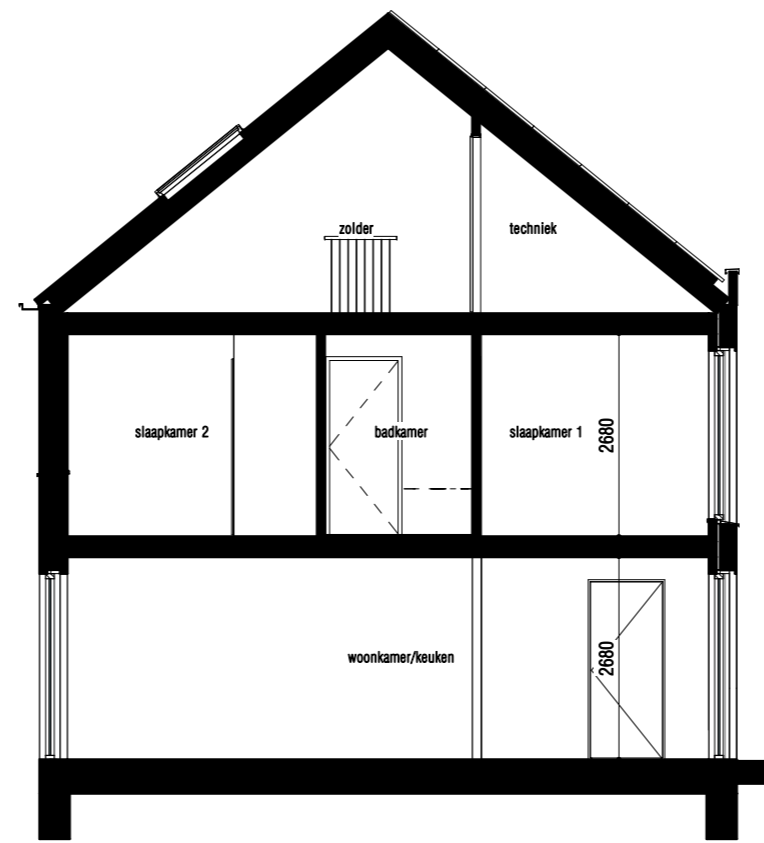 zolder
techniek
slaapkamer 2
badkamer
slaapkamer 1
2680
woonkamer/keuken
2680